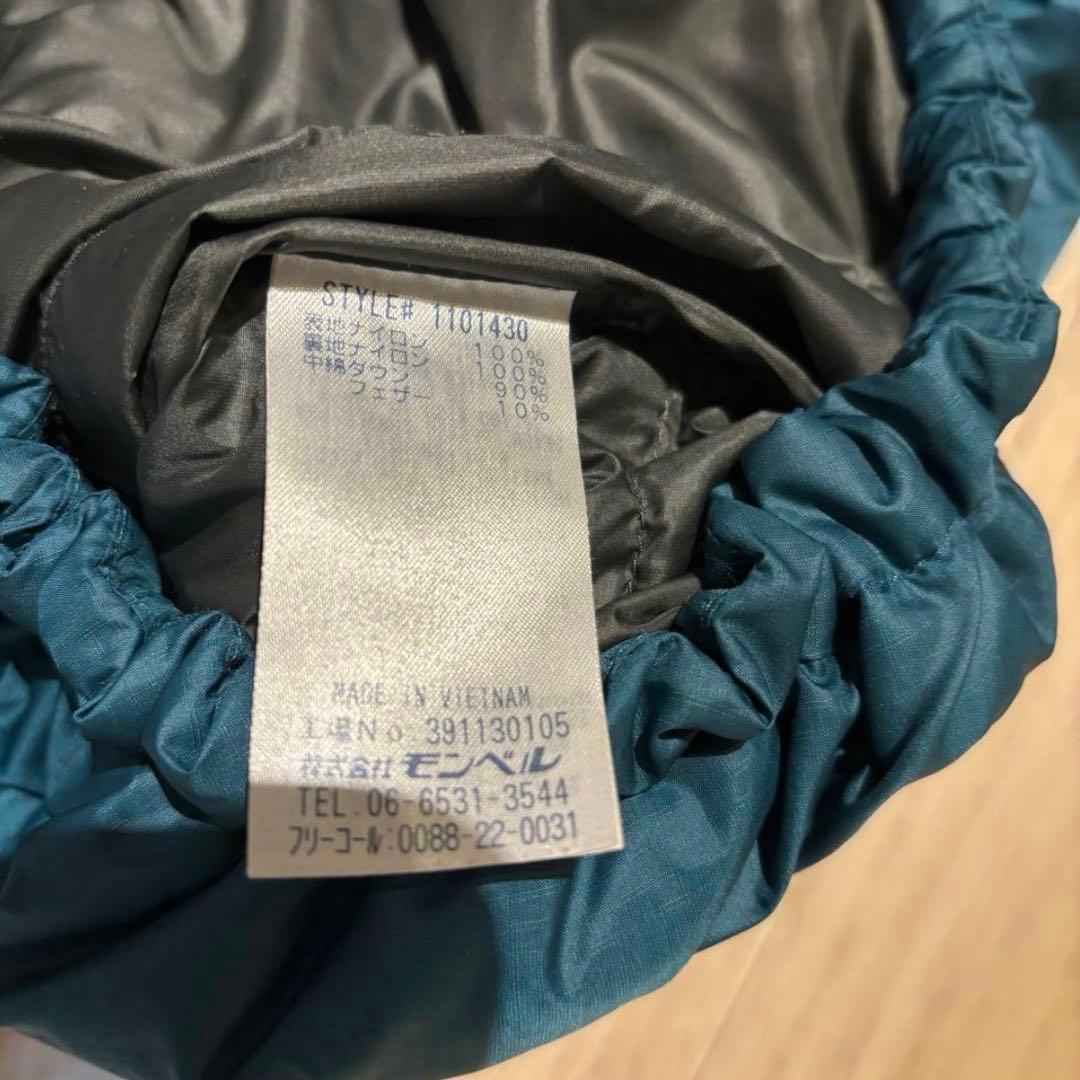 STYLE# 1101430
表地ナイロン 100%
裏地ナイロン 100%
中綿ダウン 90%
フェザー 10%
MADE IN VIETNAM
工場No 391130105
株式会社 モンベル
TEL.06-6531-3544
フリーコール:0088-22-0031